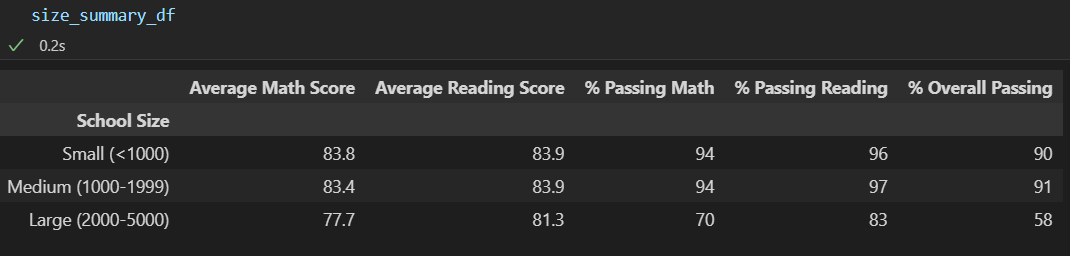 size_summary_df
✓ 0.2s
Average Math Score Average Reading Score % Passing Math % Passing Reading % Overall Passing
School Size
Small (<1000) 83.8 83.9 94 96 90
Medium (1000-1999) 83.4 83.9 94 97 91
Large (2000-5000) 77.7 81.3 70 83 58